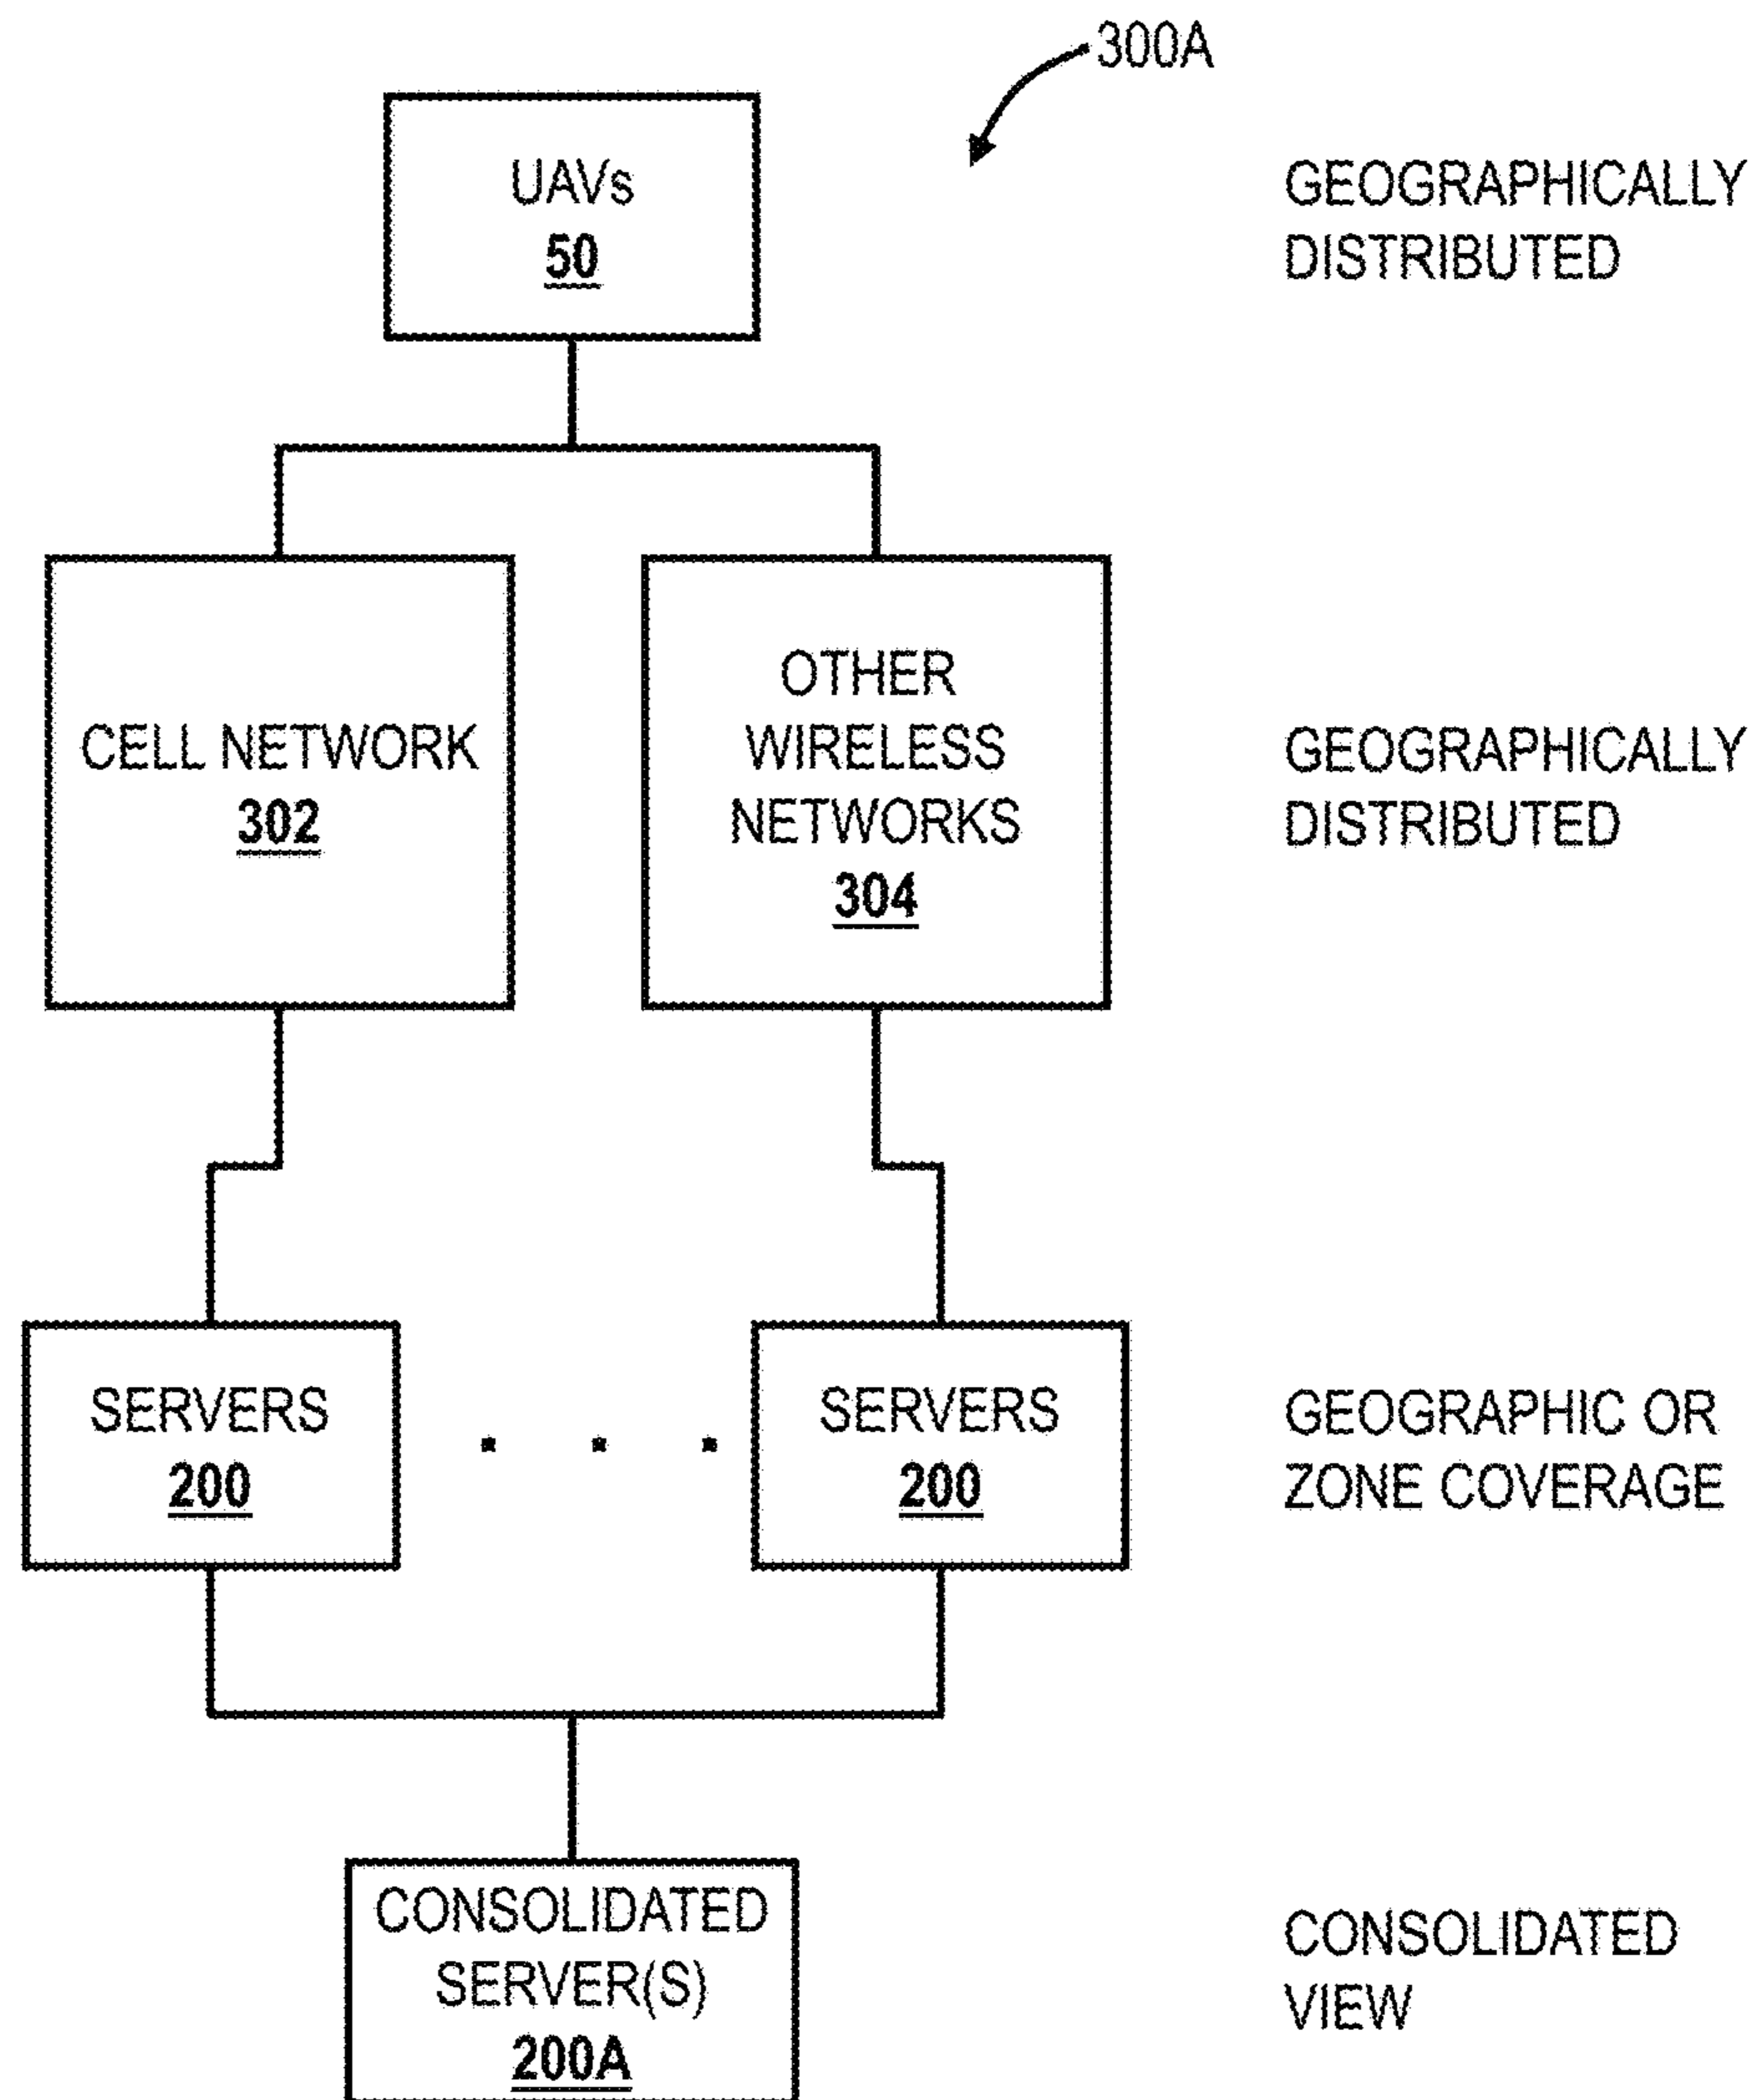 300A
UAVs
50
GEOGRAPHICALLY
DISTRIBUTED
CELL NETWORK
302
OTHER
WIRELESS
NETWORKS
304
GEOGRAPHICALLY
DISTRIBUTED
SERVERS
200
. . .
SERVERS
200
GEOGRAPHIC OR
ZONE COVERAGE
CONSOLIDATED
SERVER(S)
200A
CONSOLIDATED
VIEW